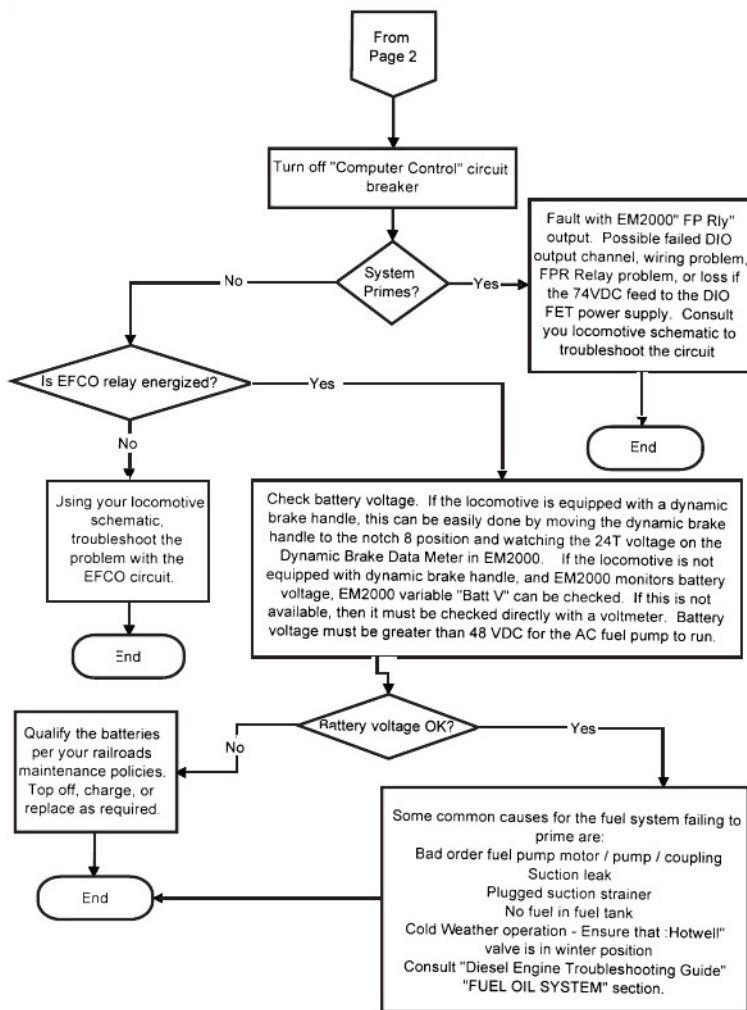 From
Page 2
Turn off "Computer Control" circuit
breaker
System
Primes?
No
Yes
Fault with EM2000" FP Rly"
output. Possible failed DIO
output channel, wiring problem,
FPR Relay problem, or loss if
the 74VDC feed to the DIO
FET power supply. Consult
you locomotive schematic to
troubleshoot the circuit
End
Is EFCO relay energized?
Yes
No
Using your locomotive
schematic,
troubleshoot the
problem with the
EFCO circuit.
End
Check battery voltage. If the locomotive is equipped with a dynamic
brake handle, this can be easily done by moving the dynamic brake
handle to the notch 8 position and watching the 24T voltage on the
Dynamic Brake Data Meter in EM2000. If the locomotive is not
equipped with dynamic brake handle, and EM2000 monitors battery
voltage, EM2000 variable "Batt V" can be checked. If this is not
available, then it must be checked directly with a voltmeter. Battery
voltage must be greater than 48 VDC for the AC fuel pump to run.
Battery voltage OK?
No
Yes
Qualify the batteries
per your railroads
maintenance policies.
Top off, charge, or
replace as required.
End
Some common causes for the fuel system failing to
prime are:
Bad order fuel pump motor / pump / coupling
Suction leak
Plugged suction strainer
No fuel in fuel tank
Cold Weather operation - Ensure that :Hotwell"
valve is in winter position
Consult "Diesel Engine Troubleshooting Guide"
"FUEL OIL SYSTEM" section.